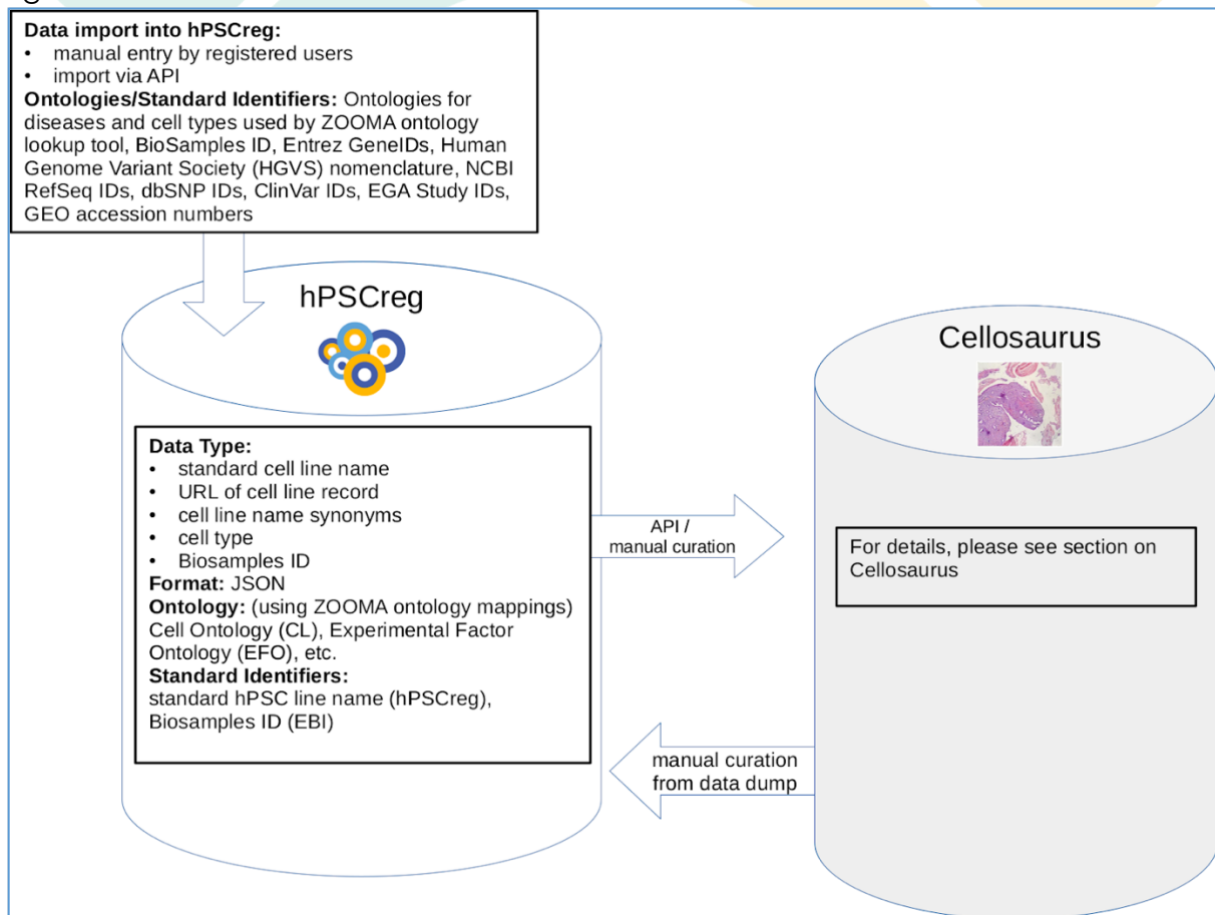 Data import into hPSCreg:
• manual entry by registered users
• import via API
Ontologies/Standard Identifiers: Ontologies for
diseases and cell types used by ZOOMA ontology
lookup tool, BioSamples ID, Entrez GeneIDs, Human
Genome Variant Society (HGVS) nomenclature, NCBI
RefSeq IDs, dbSNP IDs, ClinVar IDs, EGA Study IDs,
GEO accession numbers
hPSCreg
Data Type:
• standard cell line name
• URL of cell line record
• cell line name synonyms
• cell type
• Biosamples ID
Format: JSON
Ontology: (using ZOOMA ontology mappings)
Cell Ontology (CL), Experimental Factor
Ontology (EFO), etc.
Standard Identifiers:
standard hPSC line name (hPSCreg),
Biosamples ID (EBI)
API /
manual curation
manual curation
from data dump
Cellosaurus
For details, please see section on
Cellosaurus